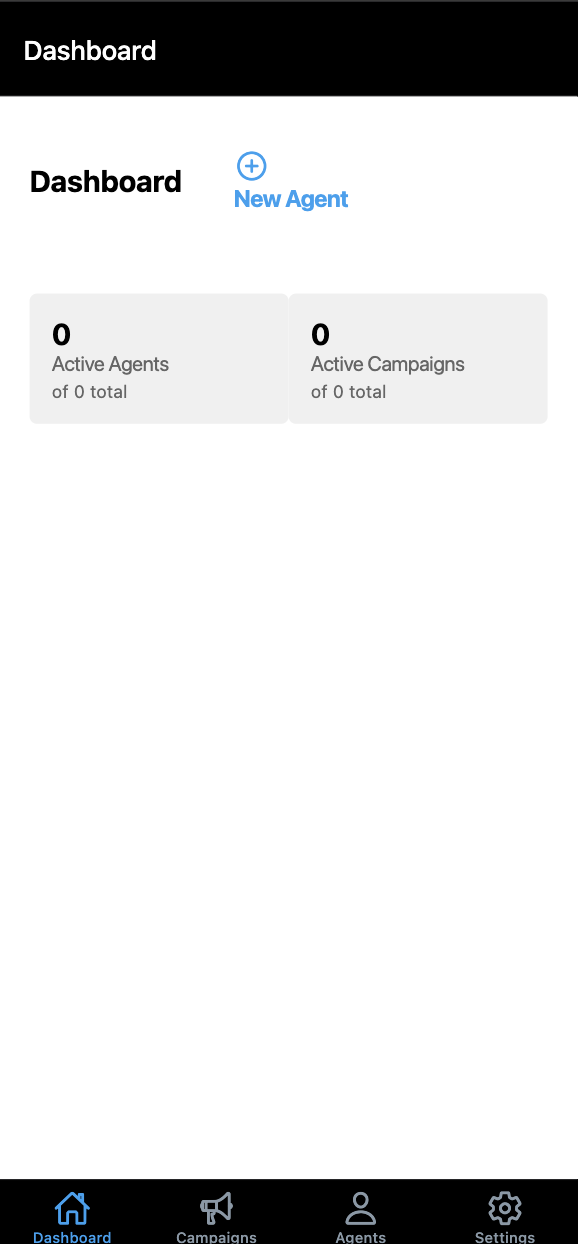 Dashboard
Dashboard
New Agent
0
Active Agents
of 0 total
0
Active Campaigns
of 0 total
Dashboard
Campaigns
Agents
Settings